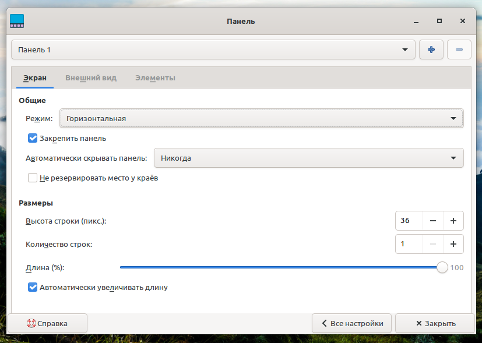 Панель
Панель 1
Экран Внешний вид Элементы
Общие
Режим: Горизонтальная
Закрепить панель
Автоматически скрывать панель: Никогда
Не резервировать место у краёв
Размеры
Высота строки (пикс.): 36
Количество строк: 1
Длина (%): 100
Автоматически увеличивать длину
Справка Все настройки Закрыть